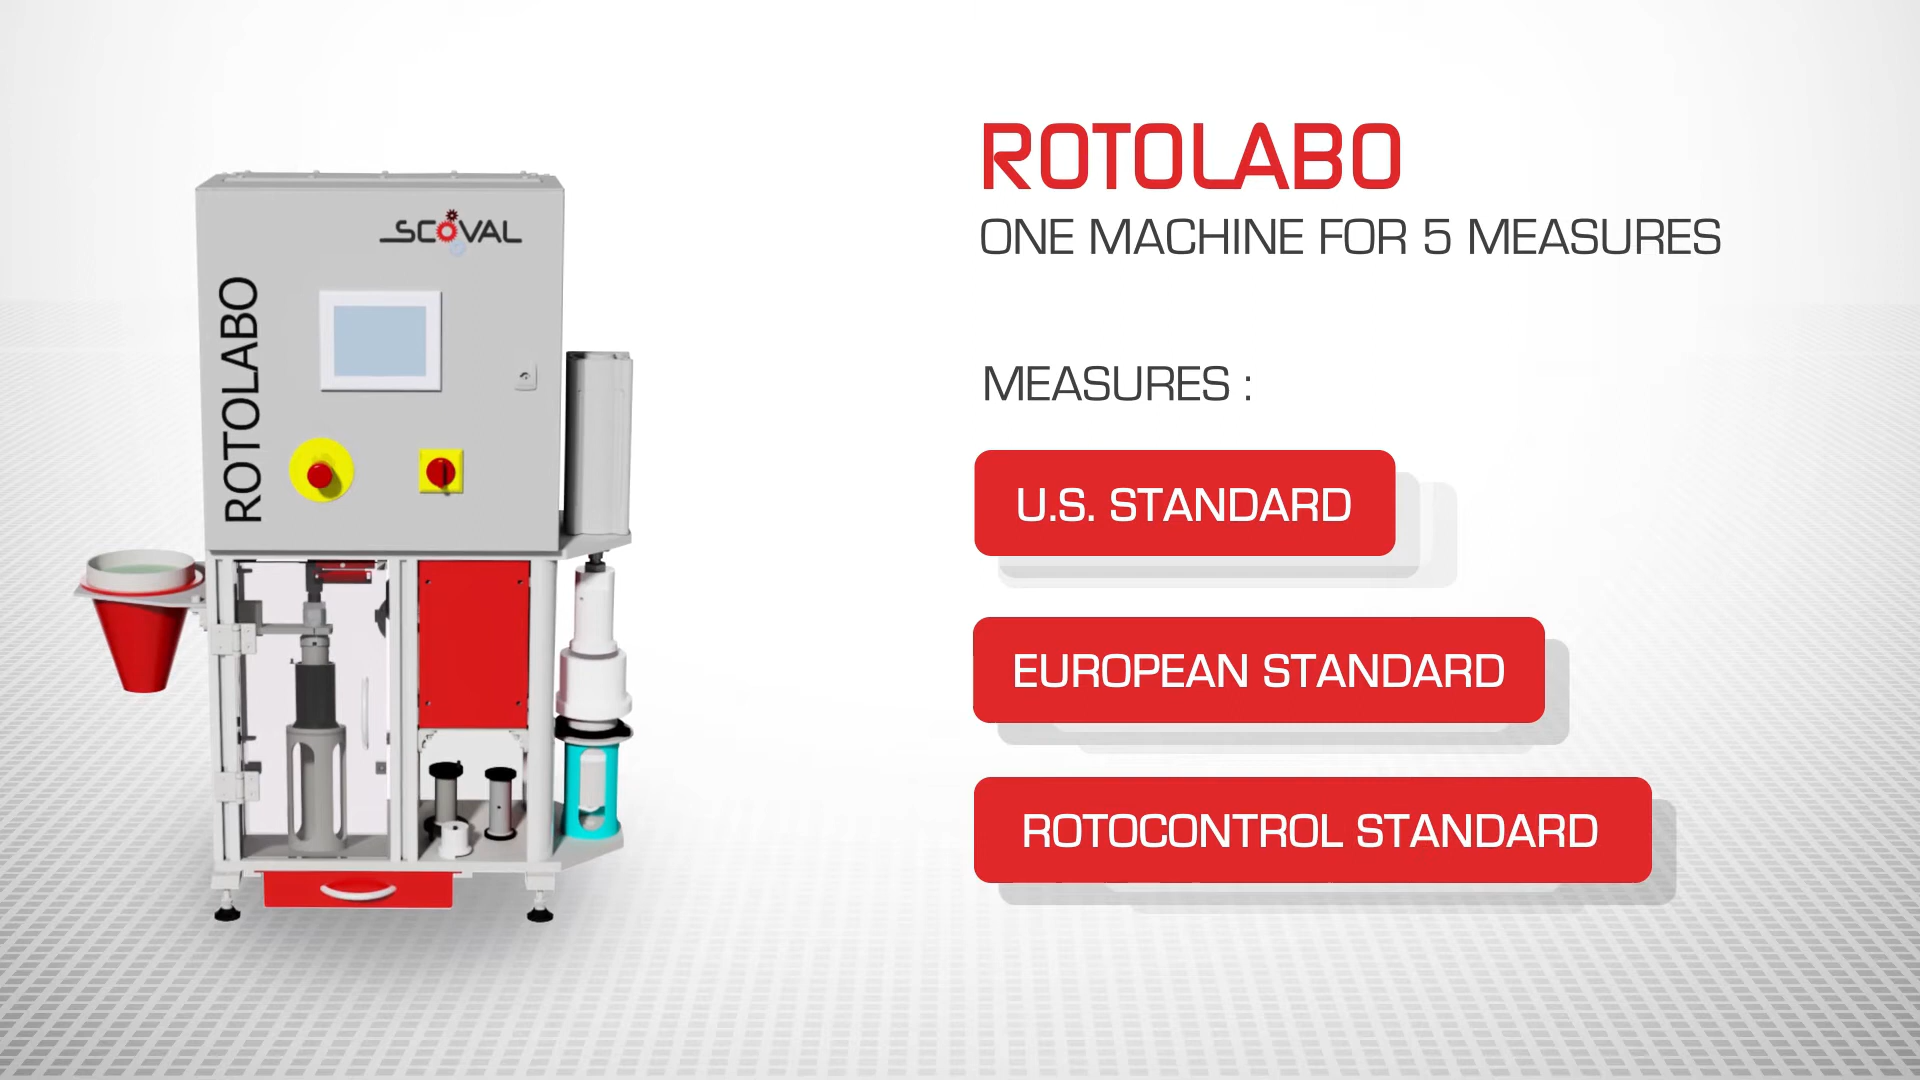 SCOVAL
ROTOLABO
ROTOLABO
ONE MACHINE FOR 5 MEASURES
MEASURES :
U.S. STANDARD
EUROPEAN STANDARD
ROTOCONTROL STANDARD